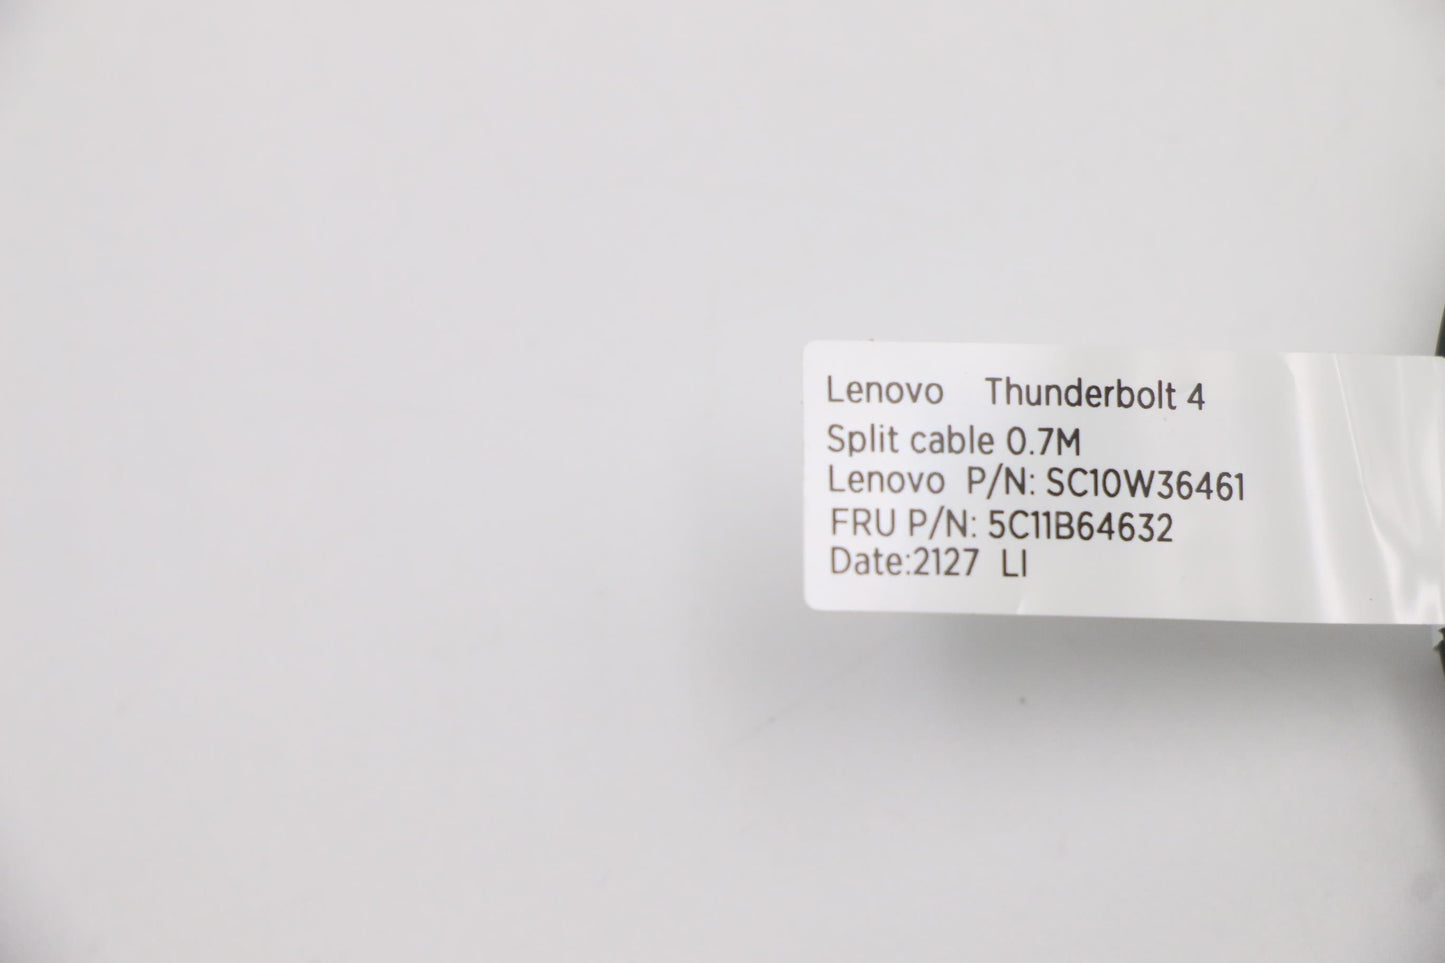 Lenovo Thunderbolt 4
Split cable 0.7M
Lenovo P/N: SC10W36461
FRU P/N: 5C11B64632
Date:2127 LI